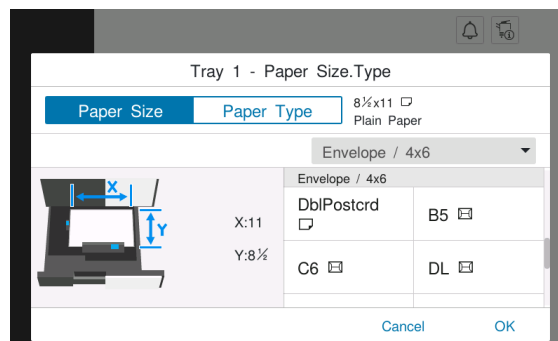 Tray 1 - Paper Size.Type
Paper Size
Paper Type
8½x11
Plain Paper
Envelope / 4x6
Envelope / 4x6
X
Y
X:11
Y:8½
DblPostcrd
B5
C6
DL
Cancel
OK